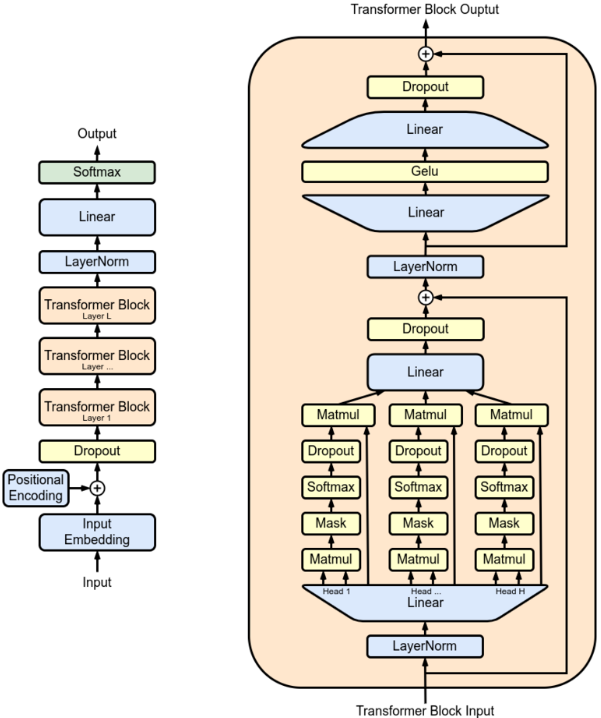 Output
Softmax
Linear
LayerNorm
Transformer Block
Layer L
Transformer Block
Layer ...
Transformer Block
Layer 1
Dropout
Positional
Encoding
+
Input
Embedding
Input
Transformer Block Ouptut
+
Dropout
Linear
Gelu
Linear
LayerNorm
+
Dropout
Linear
Matmul Matmul Matmul
Dropout Dropout Dropout
Softmax Softmax Softmax
Mask Mask Mask
Matmul Matmul Matmul
Head 1 Head ... Head H
Linear
LayerNorm
Transformer Block Input